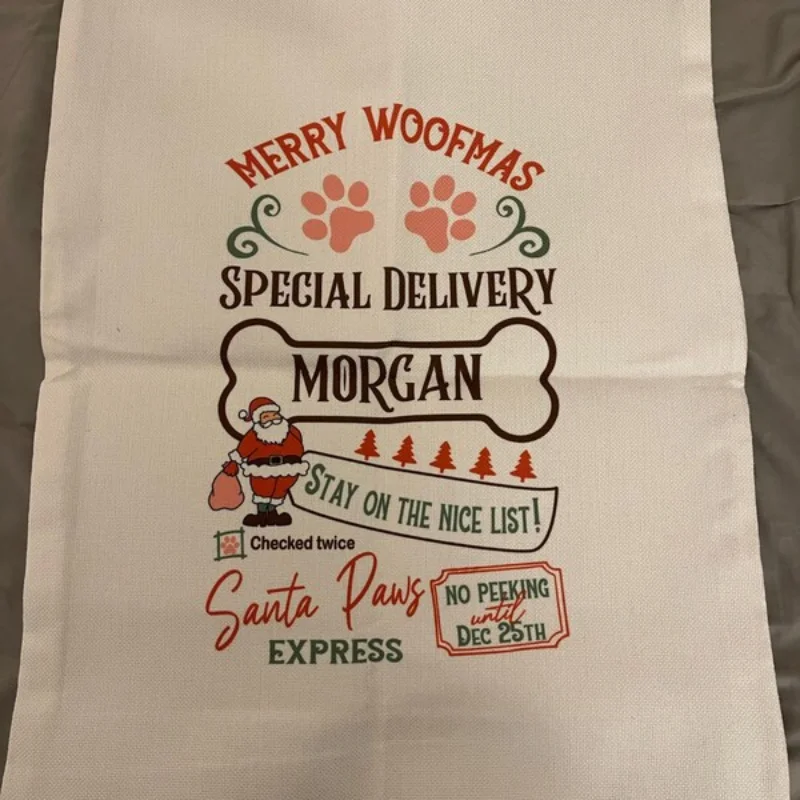 MERRY WOOFMAS
SPECIAL DELIVERY
MORGAN
STAY ON THE NICE LIST!
Checked twice
Santa Paws
EXPRESS
NO PEEKING
until
DEC 25TH